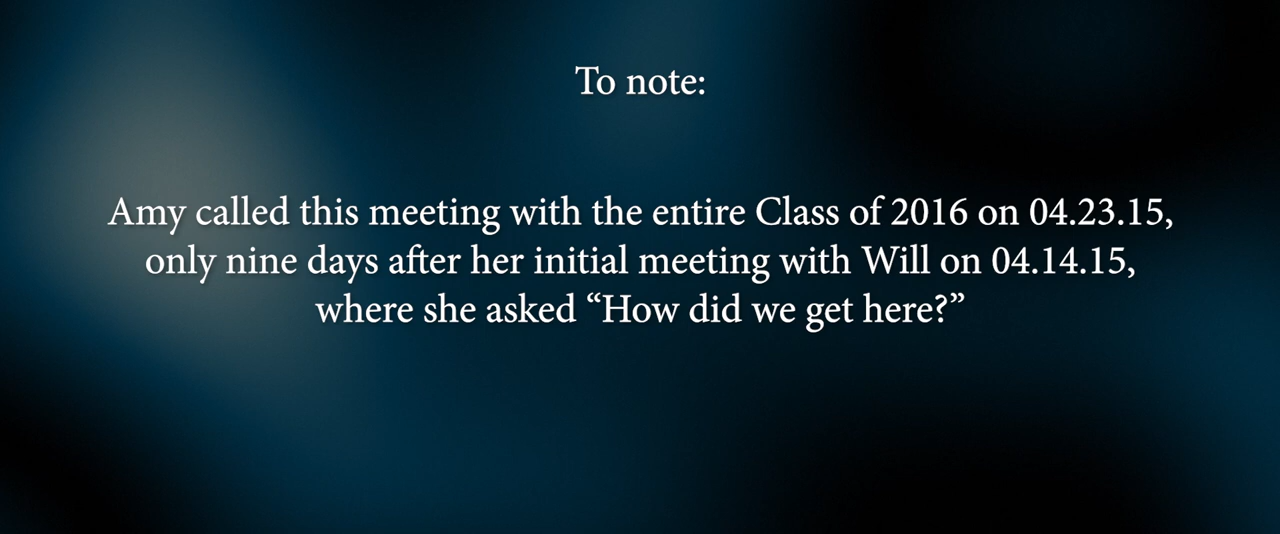 To note:
Amy called this meeting with the entire Class of 2016 on 04.23.15,
only nine days after her initial meeting with Will on 04.14.15,
where she asked “How did we get here?”